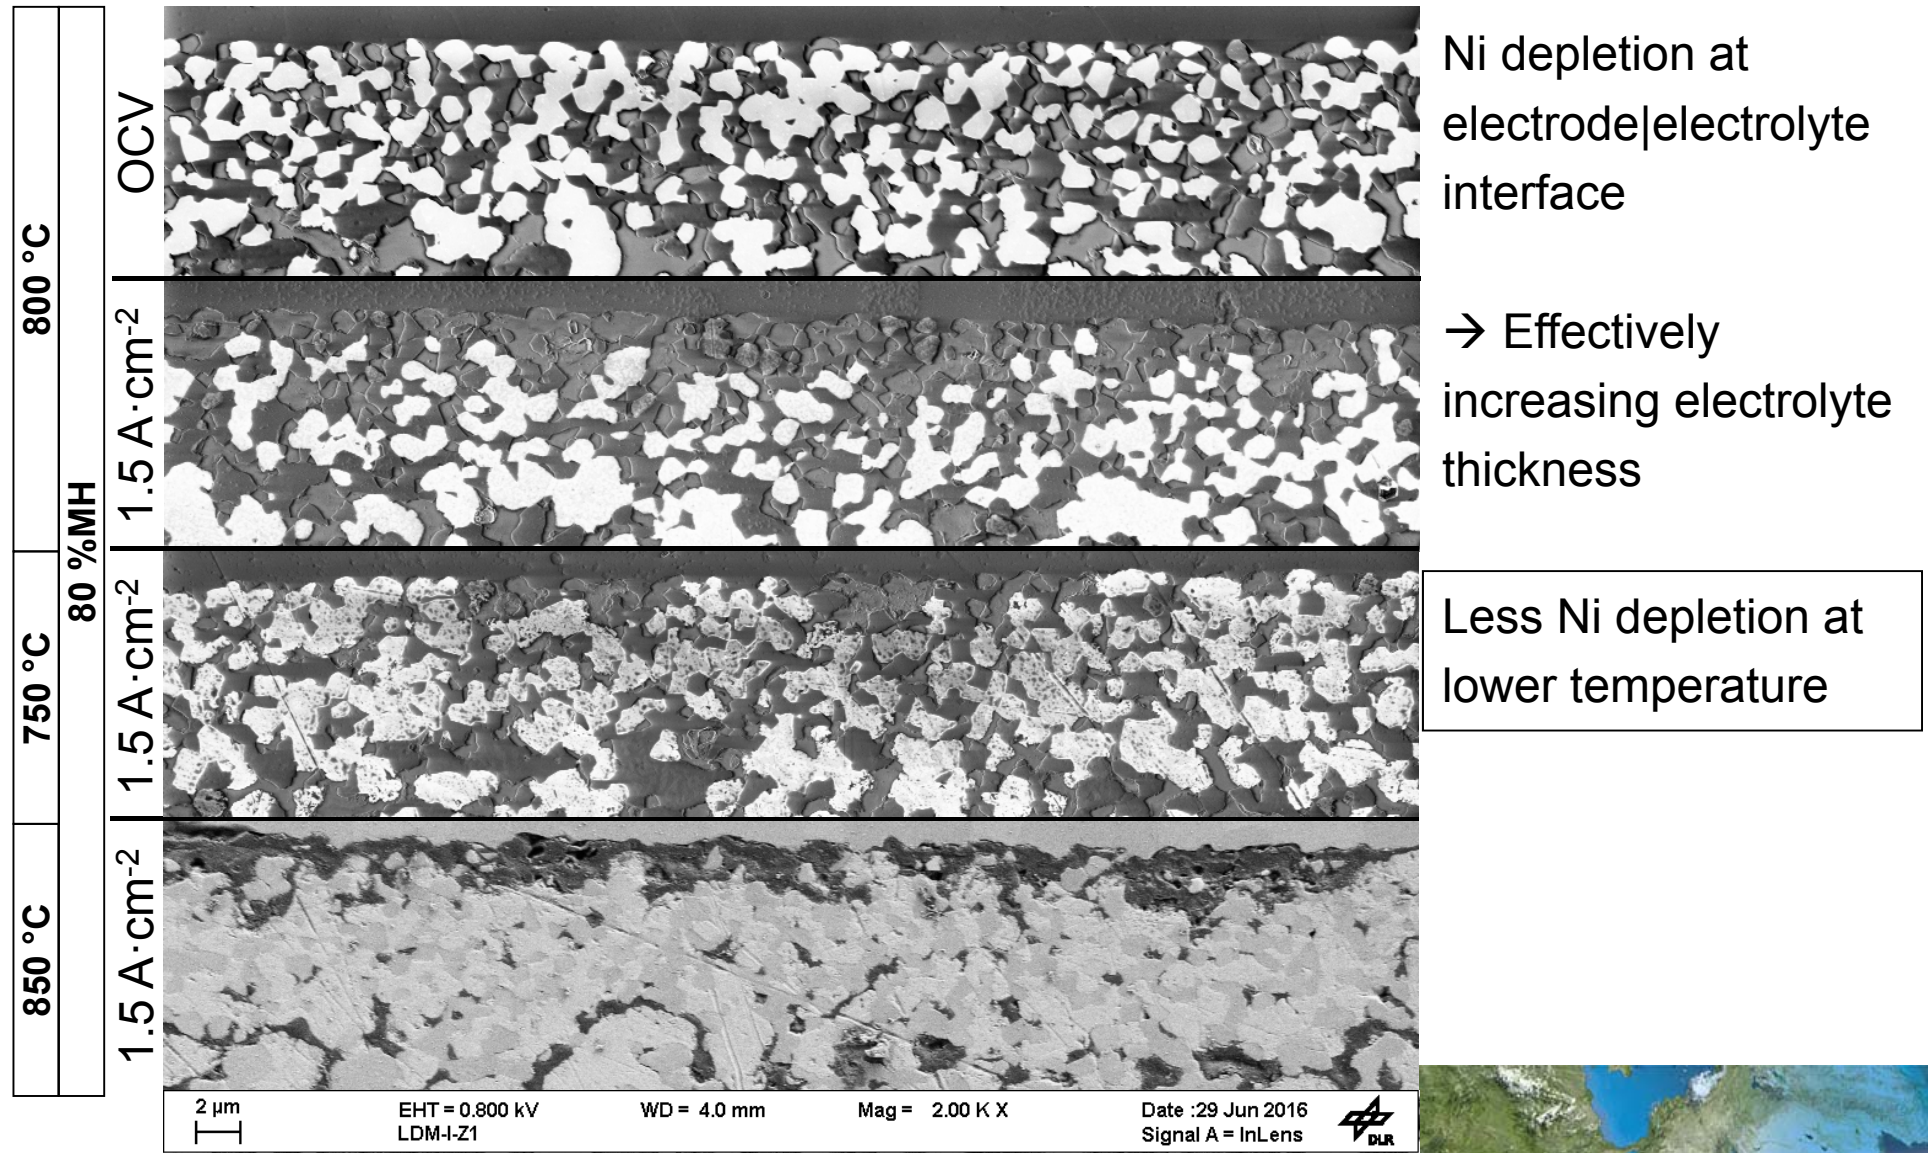 800 °C
750 °C
850 °C
80 %MH
OCV
1.5 A·cm-2
1.5 A·cm-2
1.5 A·cm-2
Ni depletion at
electrode|electrolyte
interface
→ Effectively
increasing electrolyte
thickness
Less Ni depletion at
lower temperature
2 µm
EHT = 0.800 kV
WD = 4.0 mm
Mag = 2.00 K X
Date :29 Jun 2016
LDM-I-Z1
Signal A = InLens
DLR